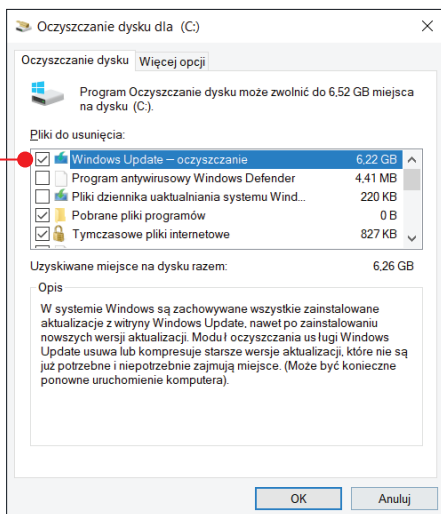 Oczyszczanie dysku dla (C:)
Oczyszczanie dysku Więcej opcji
Program Oczyszczanie dysku może zwolnić do 6,52 GB miejsca
na dysku (C:).
Pliki do usunięcia:
Windows Update – oczyszczanie 6,22 GB
Program antywirusowy Windows Defender 4,41 MB
Pliki dziennika uaktualniania systemu Wind... 220 KB
Pobrane pliki programów 0 B
Tymczasowe pliki internetowe 827 KB
Uzyskiwane miejsce na dysku razem: 6,26 GB
Opis
W systemie Windows są zachowywane wszystkie zainstalowane
aktualizacje z witryny Windows Update, nawet po zainstalowaniu
nowszych wersji aktualizacji. Moduł oczyszczania usługi Windows
Update usuwa lub kompresuje starsze wersje aktualizacji, które nie są
już potrzebne i niepotrzebnie zajmują miejsce. (Może być konieczne
ponowne uruchomienie komputera).
OK Anuluj